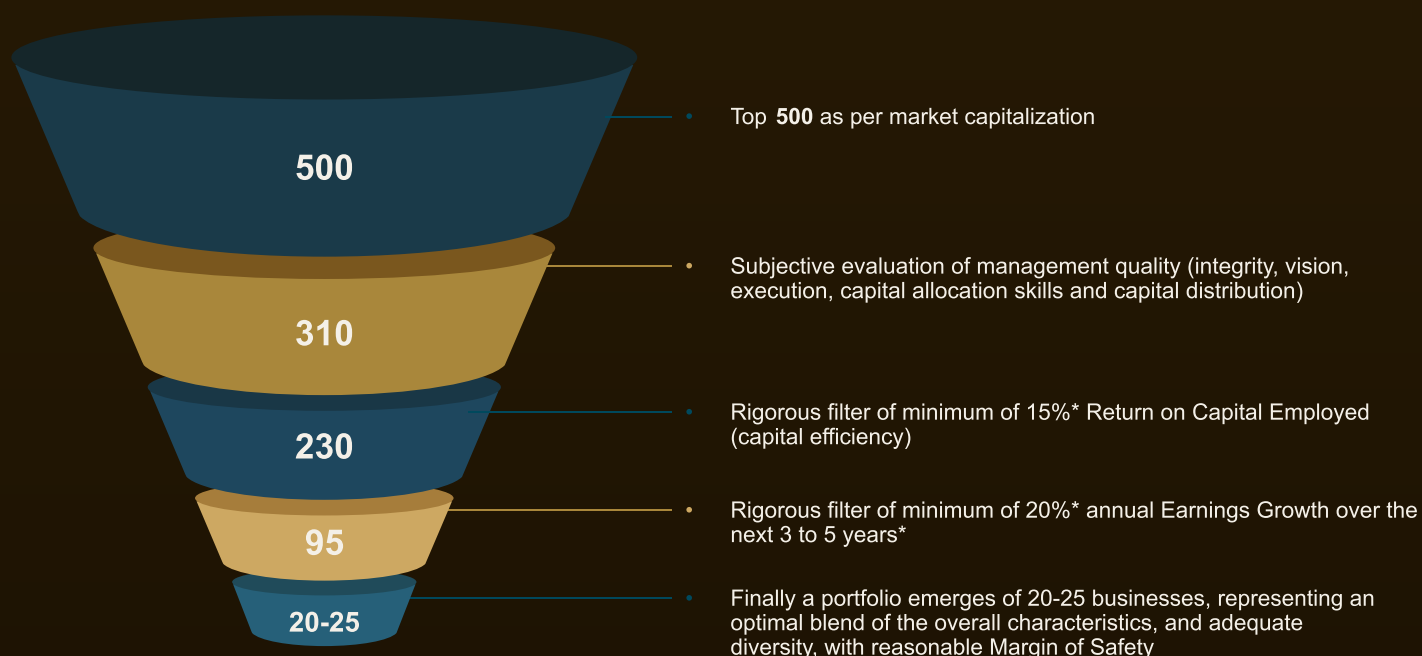 500
Top 500 as per market capitalization
310
Subjective evaluation of management quality (integrity, vision,
execution, capital allocation skills and capital distribution)
230
Rigorous filter of minimum of 15%* Return on Capital Employed
(capital efficiency)
95
Rigorous filter of minimum of 20%* annual Earnings Growth over the
next 3 to 5 years*
20-25
Finally a portfolio emerges of 20-25 businesses, representing an
optimal blend of the overall characteristics, and adequate
diversity, with reasonable Margin of Safety